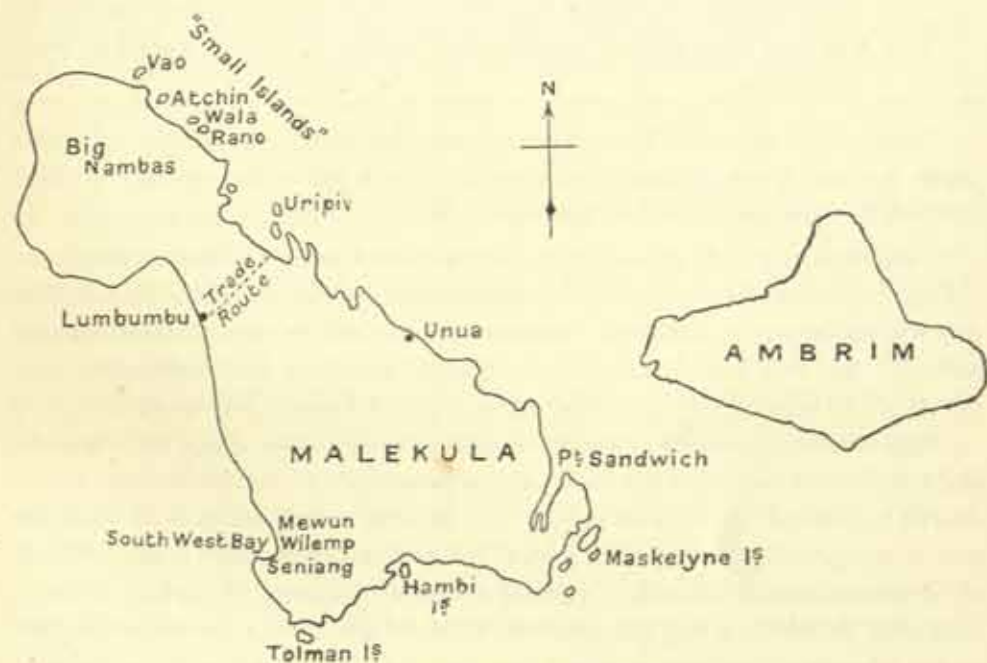 "Small Islands"
Vao
Atchin
Wala
Rano
Big
Nambas
N
Uripiv
Trade
Route
Lumbumbu
Unua
AMBRIM
MALEKULA
Pt. Sandwich
Mewun
South West Bay
Wilemp
Seniang
Hambi
Is.
Maskelyne Is.
Tolman Is.